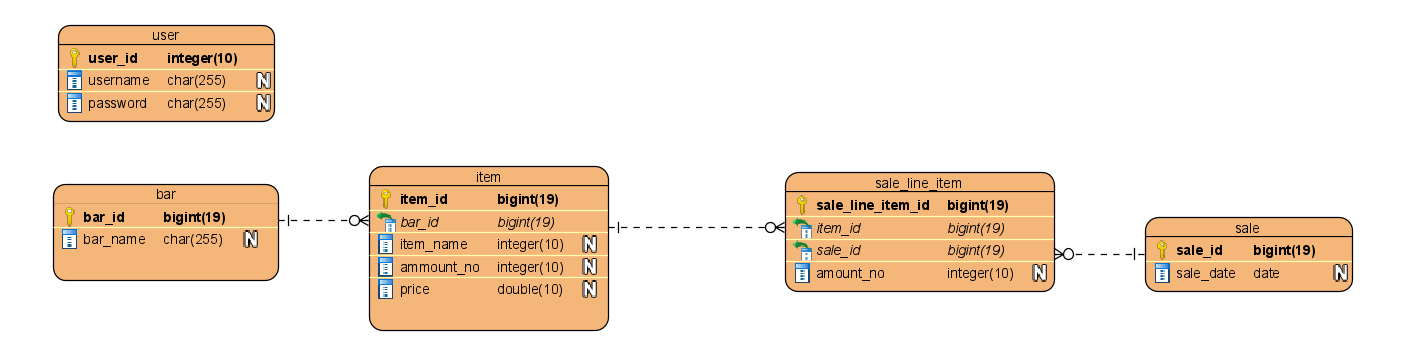 user
user_id integer(10)
username char(255) N
password char(255) N
bar
bar_id bigint(19)
bar_name char(255) N
item
item_id bigint(19)
bar_id bigint(19)
item_name integer(10) N
ammount_no integer(10) N
price double(10) N
sale_line_item
sale_line_item_id bigint(19)
item_id bigint(19)
sale_id bigint(19)
amount_no integer(10) N
sale
sale_id bigint(19)
sale_date date N